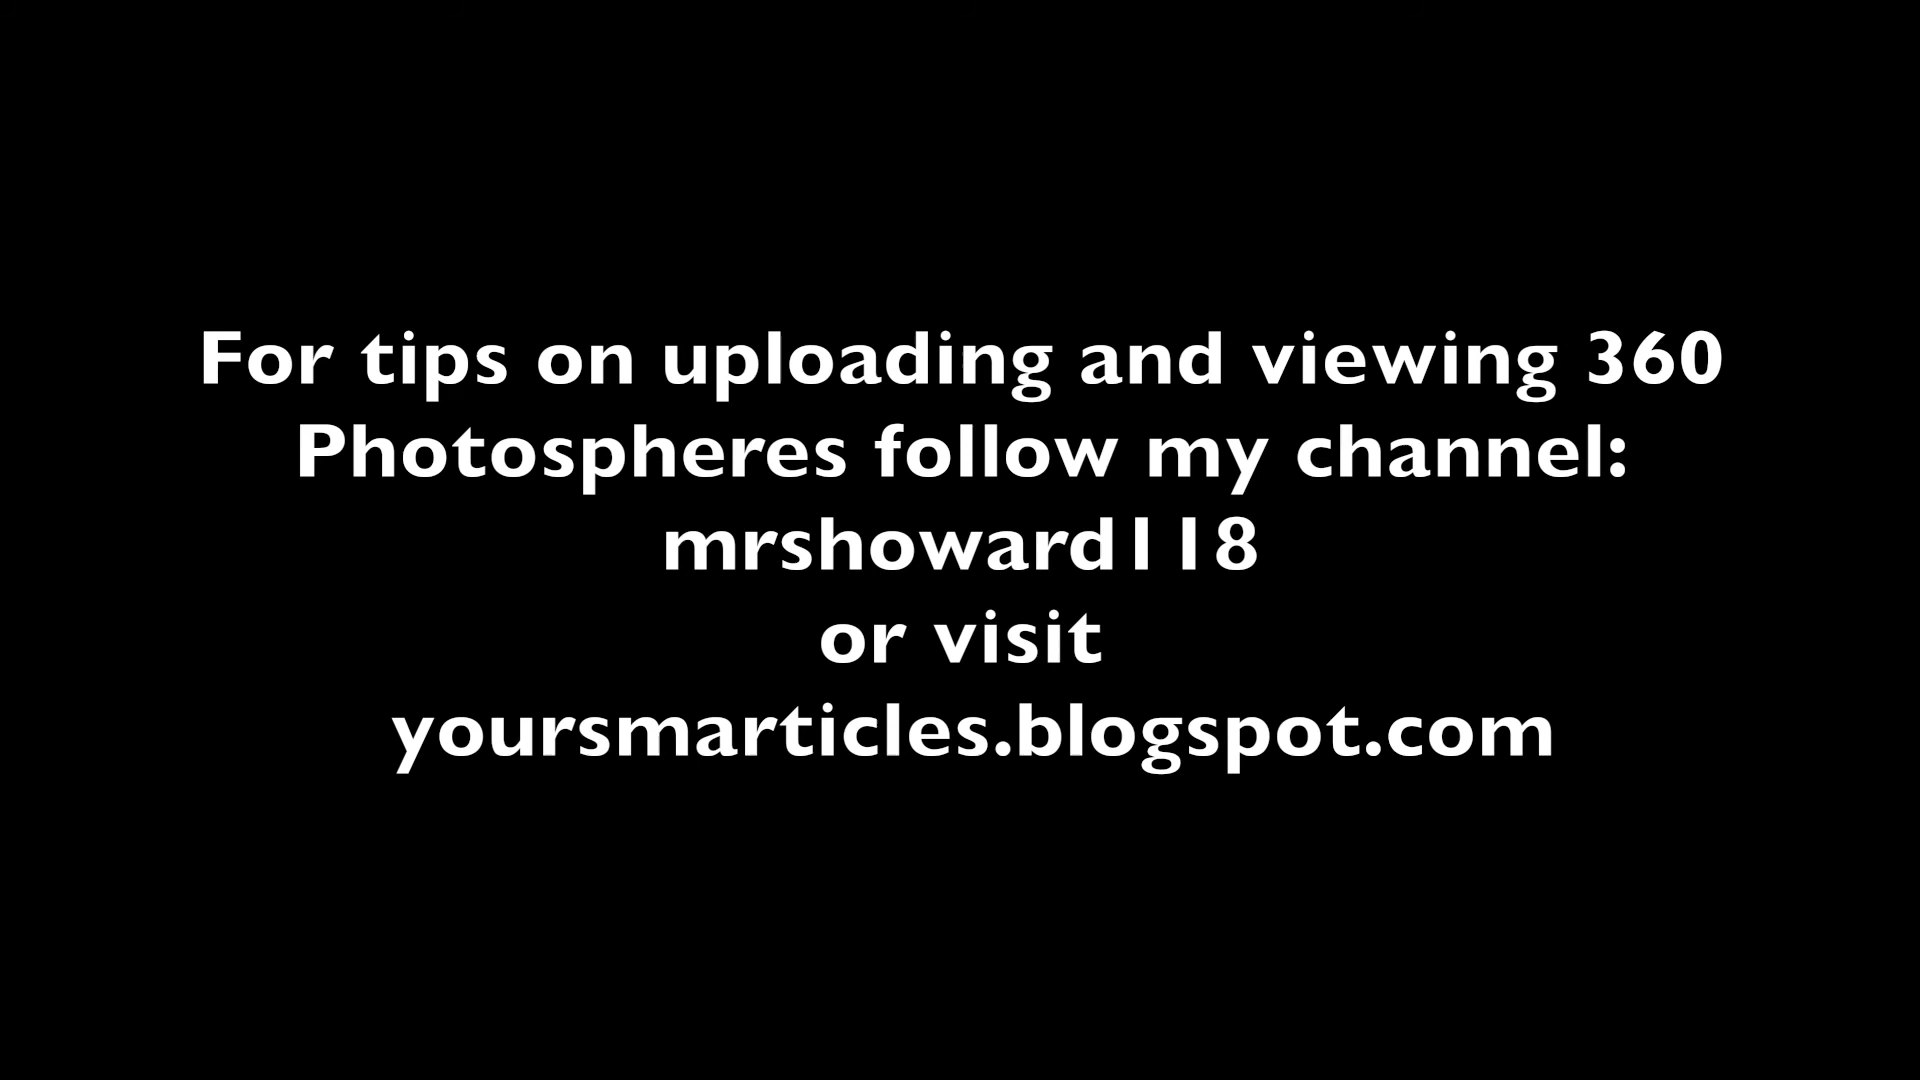 For tips on uploading and viewing 360
Photospheres follow my channel:
mrshoward118
or visit
yoursmarticles.blogspot.com